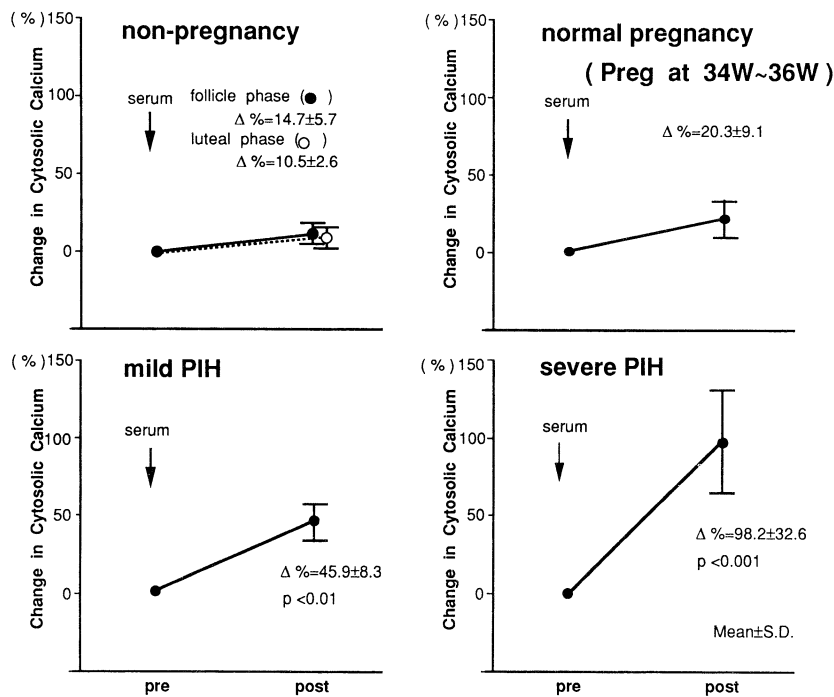 (%) 150
non-pregnancy
100
serum
follicle phase (● )
Δ %=14.7±5.7
luteal phase (○ )
Δ %=10.5±2.6
50
0
Change in Cytosolic Calcium
(%) 150
normal pregnancy
( Preg at 34W~36W )
100
serum
Δ %=20.3±9.1
50
0
Change in Cytosolic Calcium
(%) 150
mild PIH
serum
100
50
Δ %=45.9±8.3
p <0.01
0
Change in Cytosolic Calcium
pre
post
(%) 150
severe PIH
serum
100
50
Δ %=98.2±32.6
p <0.001
0
Mean±S.D.
Change in Cytosolic Calcium
pre
post